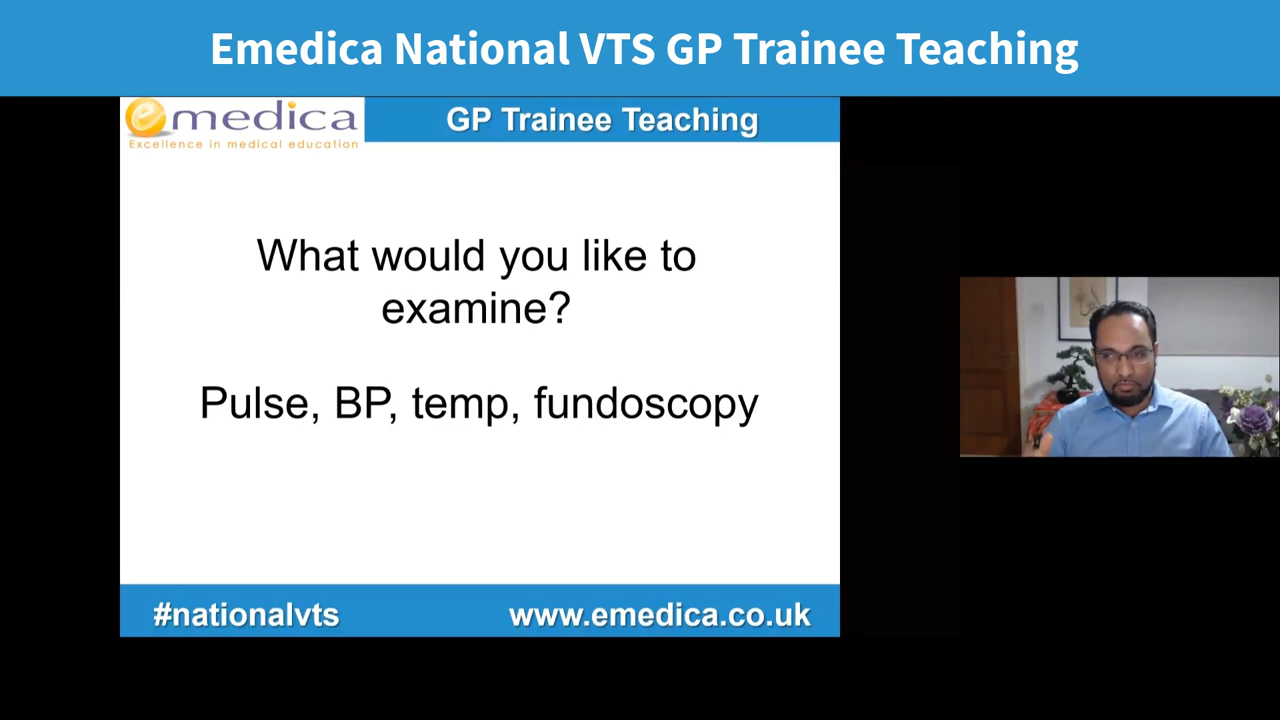 Emedica National VTS GP Trainee Teaching
emedica
Excellence in medical education
GP Trainee Teaching
What would you like to
examine?
Pulse, BP, temp, fundoscopy
#nationalvts
www.emedica.co.uk